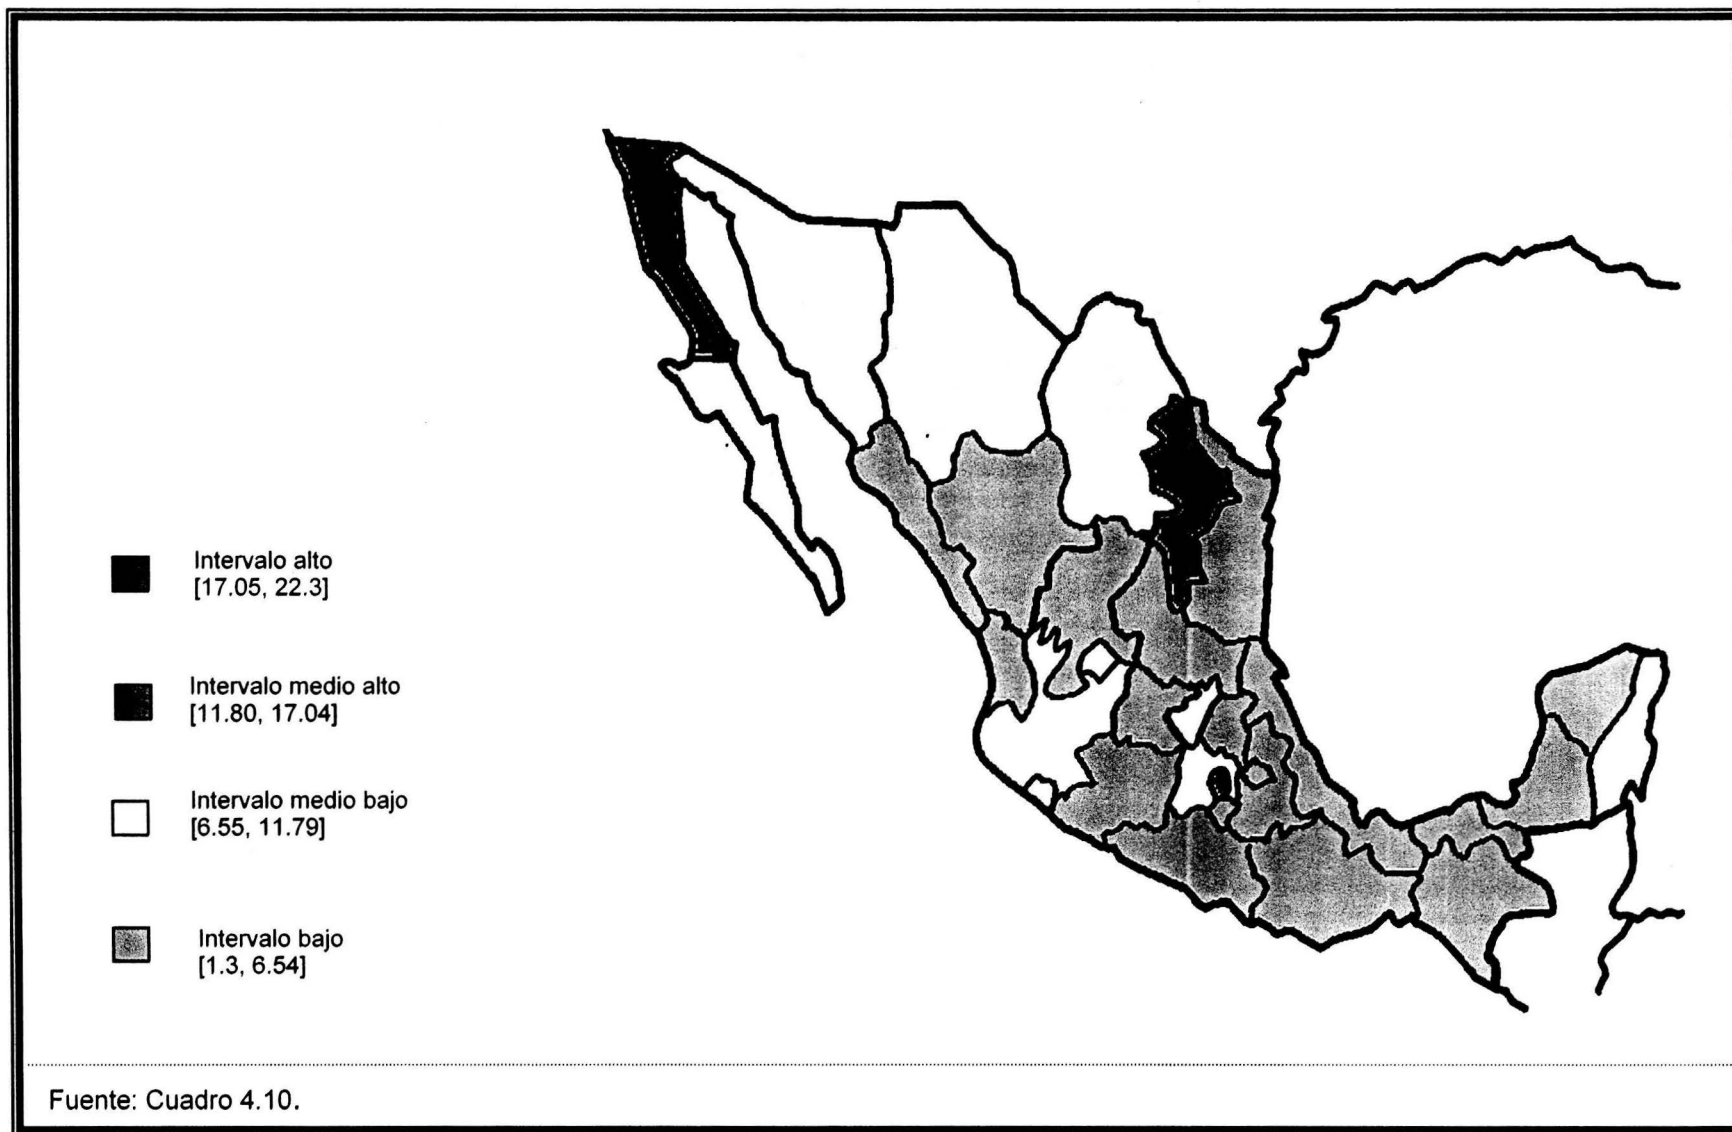 Intervalo alto
[17.05, 22.3]
Intervalo medio alto
[11.80, 17.04]
Intervalo medio bajo
[6.55, 11.79]
Intervalo bajo
[1.3, 6.54]
Fuente: Cuadro 4.10.